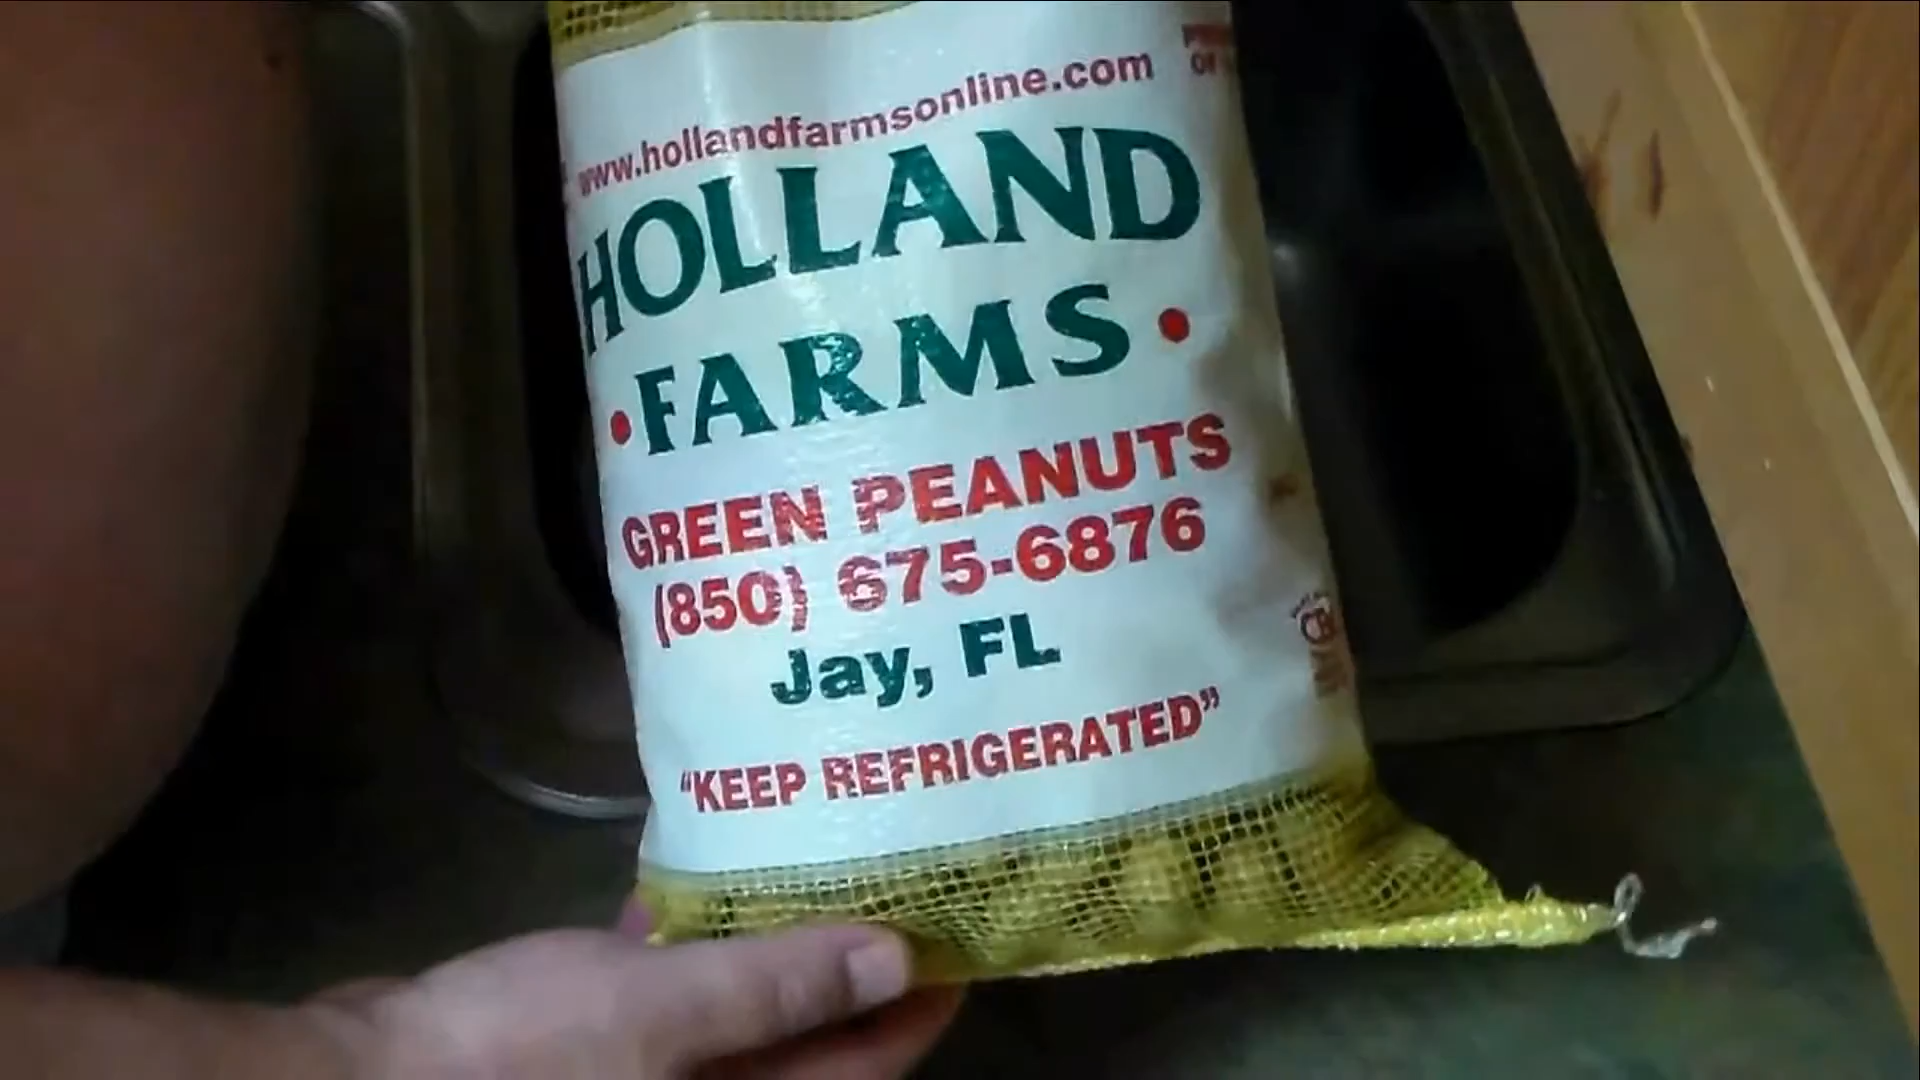 www.hollandfarmsonline.com
HOLLAND
•FARMS•
GREEN PEANUTS
(850) 675-6876
Jay, FL
“KEEP REFRIGERATED”